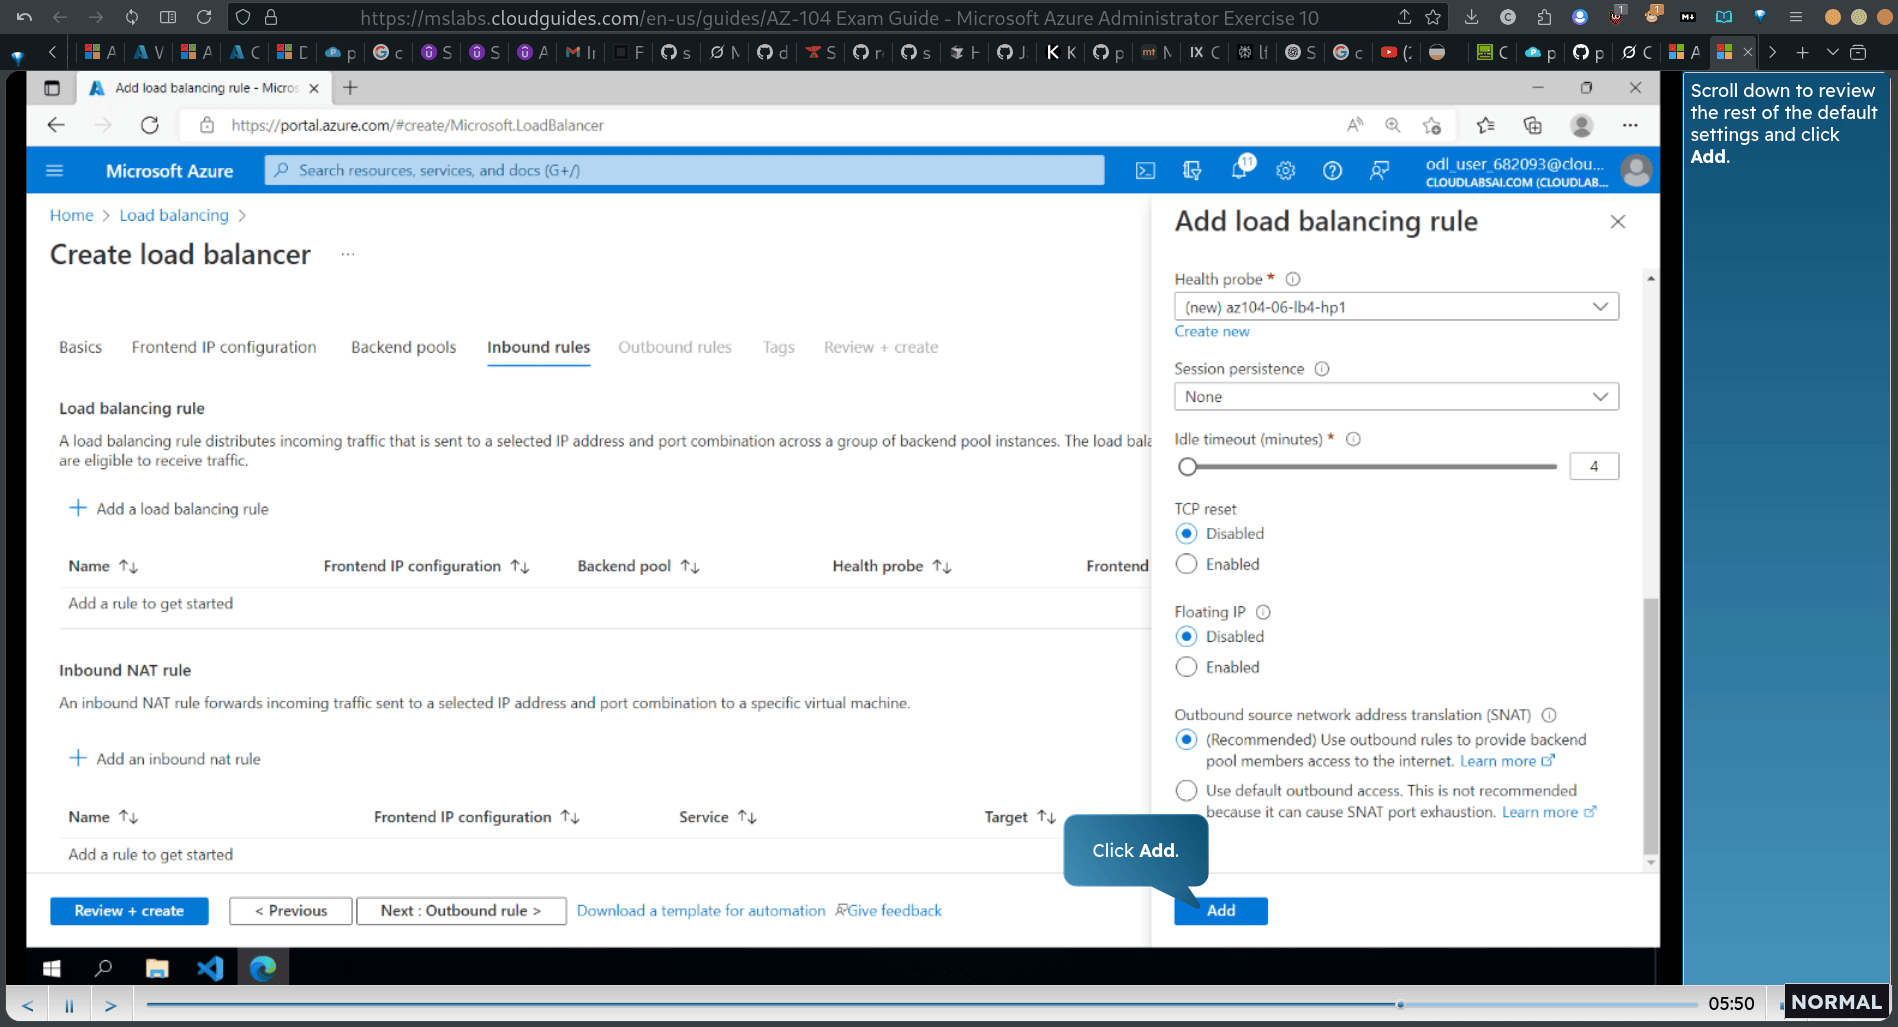 https://mslabs.cloudguides.com/en-us/guides/AZ-104 Exam Guide - Microsoft Azure Administrator Exercise 10
Add load balancing rule - Micros
https://portal.azure.com/#create/Microsoft.LoadBalancer
Microsoft Azure
Search resources, services, and docs (G+/)
11
odl_user_682093@clou...
CLOUDLABSAI.COM (CLOUDLAB...
Home > Load balancing >
Create load balancer ...
Basics Frontend IP configuration Backend pools Inbound rules Outbound rules Tags Review + create
Load balancing rule
A load balancing rule distributes incoming traffic that is sent to a selected IP address and port combination across a group of backend pool instances. The load bala
are eligible to receive traffic.
+ Add a load balancing rule
Name ↑↓ Frontend IP configuration ↑↓ Backend pool ↑↓ Health probe ↑↓ Frontend
Add a rule to get started
Inbound NAT rule
An inbound NAT rule forwards incoming traffic sent to a selected IP address and port combination to a specific virtual machine.
+ Add an inbound nat rule
Name ↑↓ Frontend IP configuration ↑↓ Service ↑↓ Target ↑↓
Add a rule to get started
Review + create
< Previous
Next : Outbound rule >
Download a template for automation
Give feedback
Add load balancing rule
Health probe *
(new) az104-06-lb4-hp1
Create new
Session persistence
None
Idle timeout (minutes) *
4
TCP reset
Disabled
Enabled
Floating IP
Disabled
Enabled
Outbound source network address translation (SNAT)
(Recommended) Use outbound rules to provide backend
pool members access to the internet. Learn more
Use default outbound access. This is not recommended
because it can cause SNAT port exhaustion. Learn more
Click Add.
Add
Scroll down to review
the rest of the default
settings and click
Add.
05:50
NORMAL